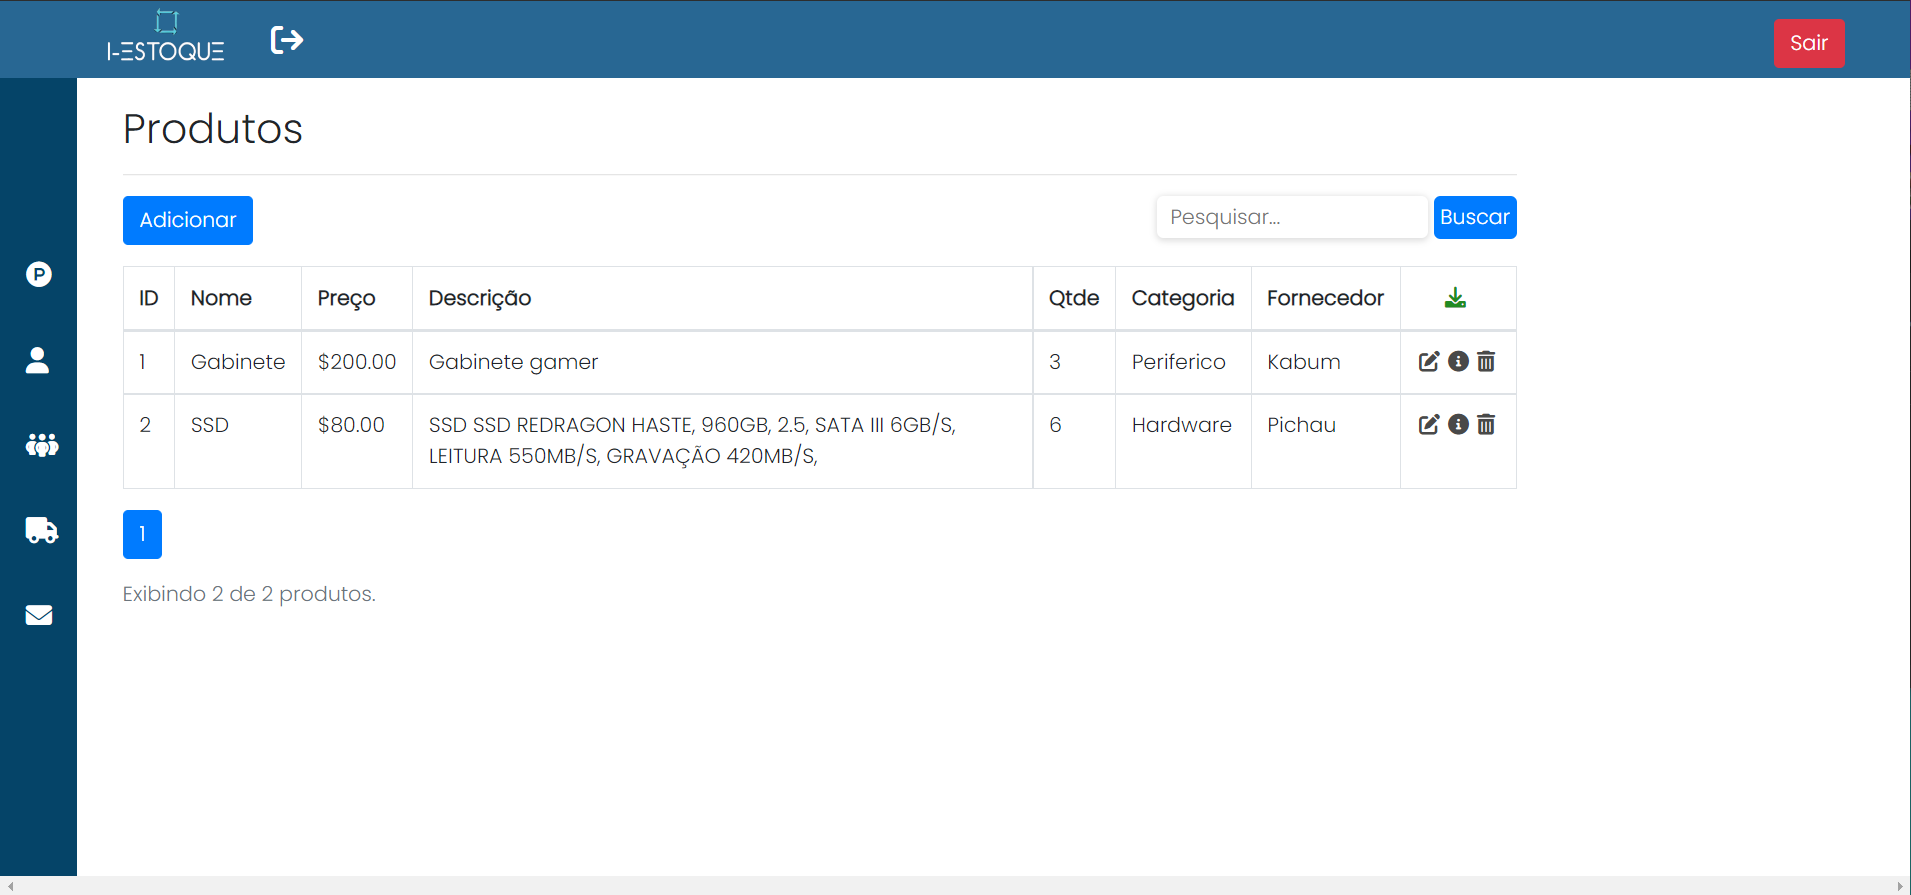 I-ESTOQUE
Sair
Produtos
Adicionar
Pesquisar...
Buscar
ID Nome Preço Descrição Qtde Categoria Fornecedor
1 Gabinete $200.00 Gabinete gamer 3 Periferico Kabum
2 SSD $80.00 SSD SSD REDRAGON HASTE, 960GB, 2.5, SATA III 6GB/S, 6 Hardware Pichau
LEITURA 550MB/S, GRAVAÇÃO 420MB/S,
1
Exibindo 2 de 2 produtos.
P